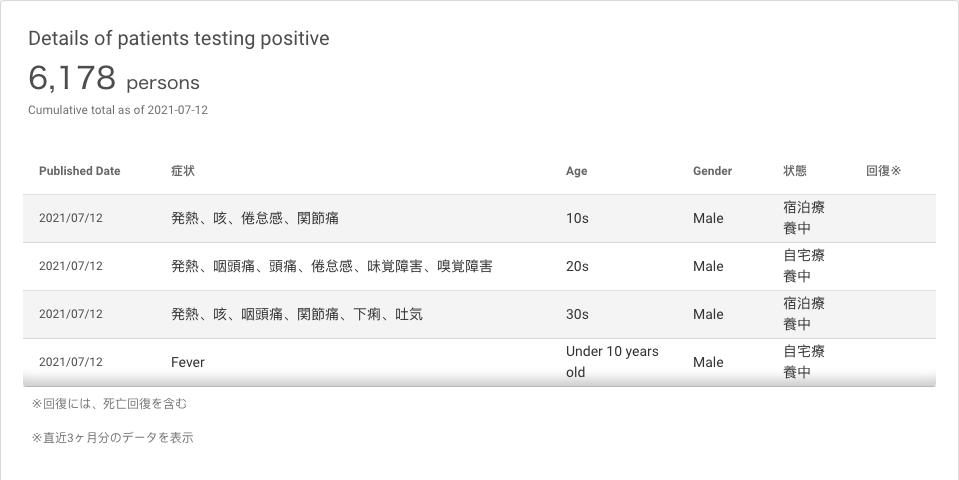 Details of patients testing positive
6,178 persons
Cumulative total as of 2021-07-12
Published Date 症状 Age Gender 状態 回復※
2021/07/12 発熱、咳、倦怠感、関節痛 10s Male 宿泊療
養中
2021/07/12 発熱、咽頭痛、頭痛、倦怠感、味覚障害、嗅覚障害 20s Male 自宅療
養中
2021/07/12 発熱、咳、咽頭痛、関節痛、下痢、吐気 30s Male 宿泊療
養中
2021/07/12 Fever Under 10 years
old Male 自宅療
養中
※回復には、死亡回復を含む
※直近3ヶ月分のデータを表示